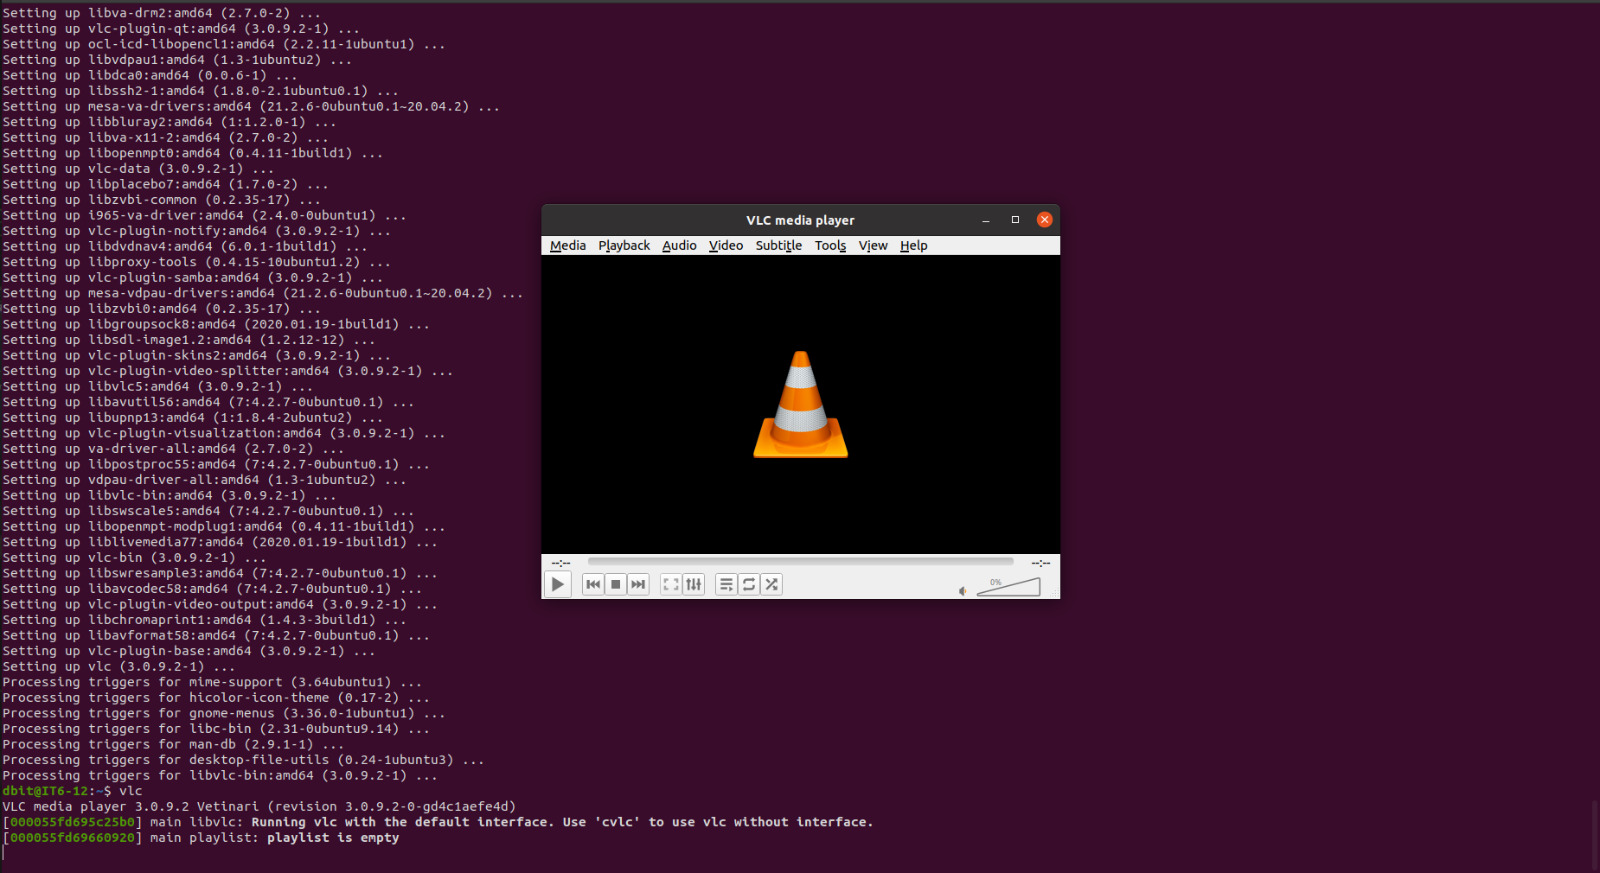 Setting up libva-drm2:amd64 (2.7.0-2) ...
Setting up vlc-plugin-qt:amd64 (3.0.9.2-1) ...
Setting up ocl-icd-libopencl1:amd64 (2.2.11-1ubuntu1) ...
Setting up libvdpau1:amd64 (1.3-1ubuntu2) ...
Setting up libdca0:amd64 (0.0.6-1) ...
Setting up libssh2-1:amd64 (1.8.0-2.1ubuntu0.1) ...
Setting up mesa-va-drivers:amd64 (21.2.6-0ubuntu0.1~20.04.2) ...
Setting up libbluray2:amd64 (1:1.2.0-1) ...
Setting up libva-x11-2:amd64 (2.7.0-2) ...
Setting up libopenmpt0:amd64 (0.4.11-1build1) ...
Setting up vlc-data (3.0.9.2-1) ...
Setting up libplacebo7:amd64 (1.7.0-2) ...
Setting up libzvbi-common (0.2.35-17) ...
Setting up i965-va-driver:amd64 (2.4.0-0ubuntu1) ...
Setting up vlc-plugin-notify:amd64 (3.0.9.2-1) ...
Setting up libdvdnav4:amd64 (6.0.1-1build1) ...
Setting up libproxy-tools (0.4.15-10ubuntu1.2) ...
Setting up vlc-plugin-samba:amd64 (3.0.9.2-1) ...
Setting up mesa-vdpau-drivers:amd64 (21.2.6-0ubuntu0.1~20.04.2) ...
Setting up libzvbi0:amd64 (0.2.35-17) ...
Setting up libgroupsock8:amd64 (2020.01.19-1build1) ...
Setting up libsdl-image1.2:amd64 (1.2.12-12) ...
Setting up vlc-plugin-skins2:amd64 (3.0.9.2-1) ...
Setting up vlc-plugin-video-splitter:amd64 (3.0.9.2-1) ...
Setting up libvlc5:amd64 (3.0.9.2-1) ...
Setting up libavutil56:amd64 (7:4.2.7-0ubuntu0.1) ...
Setting up libupnp13:amd64 (1:1.8.4-2ubuntu2) ...
Setting up vlc-plugin-visualization:amd64 (3.0.9.2-1) ...
Setting up va-driver-all:amd64 (2.7.0-2) ...
Setting up libpostproc55:amd64 (7:4.2.7-0ubuntu0.1) ...
Setting up vdpau-driver-all:amd64 (1.3-1ubuntu2) ...
Setting up libvlc-bin:amd64 (3.0.9.2-1) ...
Setting up libswscale5:amd64 (7:4.2.7-0ubuntu0.1) ...
Setting up libopenmpt-modplug1:amd64 (0.4.11-1build1) ...
Setting up liblivemedia77:amd64 (2020.01.19-1build1) ...
Setting up vlc-bin (3.0.9.2-1) ...
Setting up libswresample3:amd64 (7:4.2.7-0ubuntu0.1) ...
Setting up libavcodec58:amd64 (7:4.2.7-0ubuntu0.1) ...
Setting up vlc-plugin-video-output:amd64 (3.0.9.2-1) ...
Setting up libchromaprint1:amd64 (1.4.3-3build1) ...
Setting up libavformat58:amd64 (7:4.2.7-0ubuntu0.1) ...
Setting up vlc-plugin-base:amd64 (3.0.9.2-1) ...
Setting up vlc (3.0.9.2-1) ...
Processing triggers for mime-support (3.64ubuntu1) ...
Processing triggers for hicolor-icon-theme (0.17-2) ...
Processing triggers for gnome-menus (3.36.0-1ubuntu1) ...
Processing triggers for libc-bin (2.31-0ubuntu9.14) ...
Processing triggers for man-db (2.9.1-1) ...
Processing triggers for desktop-file-utils (0.24-1ubuntu3) ...
Processing triggers for libvlc-bin:amd64 (3.0.9.2-1) ...
dbit@IT6-12:~$ vlc
VLC media player 3.0.9.2 Vetinari (revision 3.0.9.2-0-gd4c1aefe4d)
[000055fd695c25b0] main libvlc: Running vlc with the default interface. Use 'cvlc' to use vlc without interface.
[000055fd69660920] main playlist: playlist is empty
VLC media player
Media Playback Audio Video Subtitle Tools View Help
--:-- --:--
0%